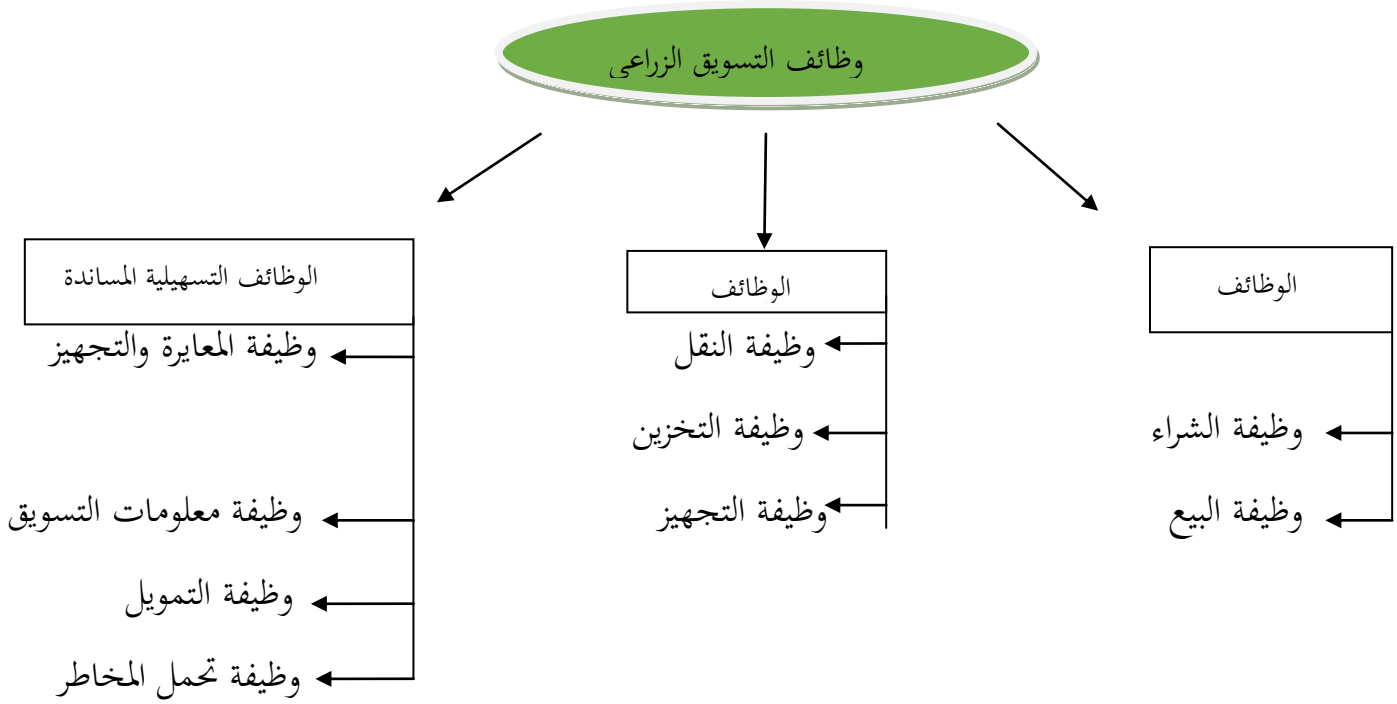 وظائف التسويق الزراعي
الوظائف
وظيفة الشراء
وظيفة البيع
الوظائف
وظيفة النقل
وظيفة التخزين
وظيفة التجهيز
الوظائف التسهيلية المساندة
وظيفة المعايرة والتجهيز
وظيفة معلومات التسويق
وظيفة التمويل
وظيفة تحمل المخاطر